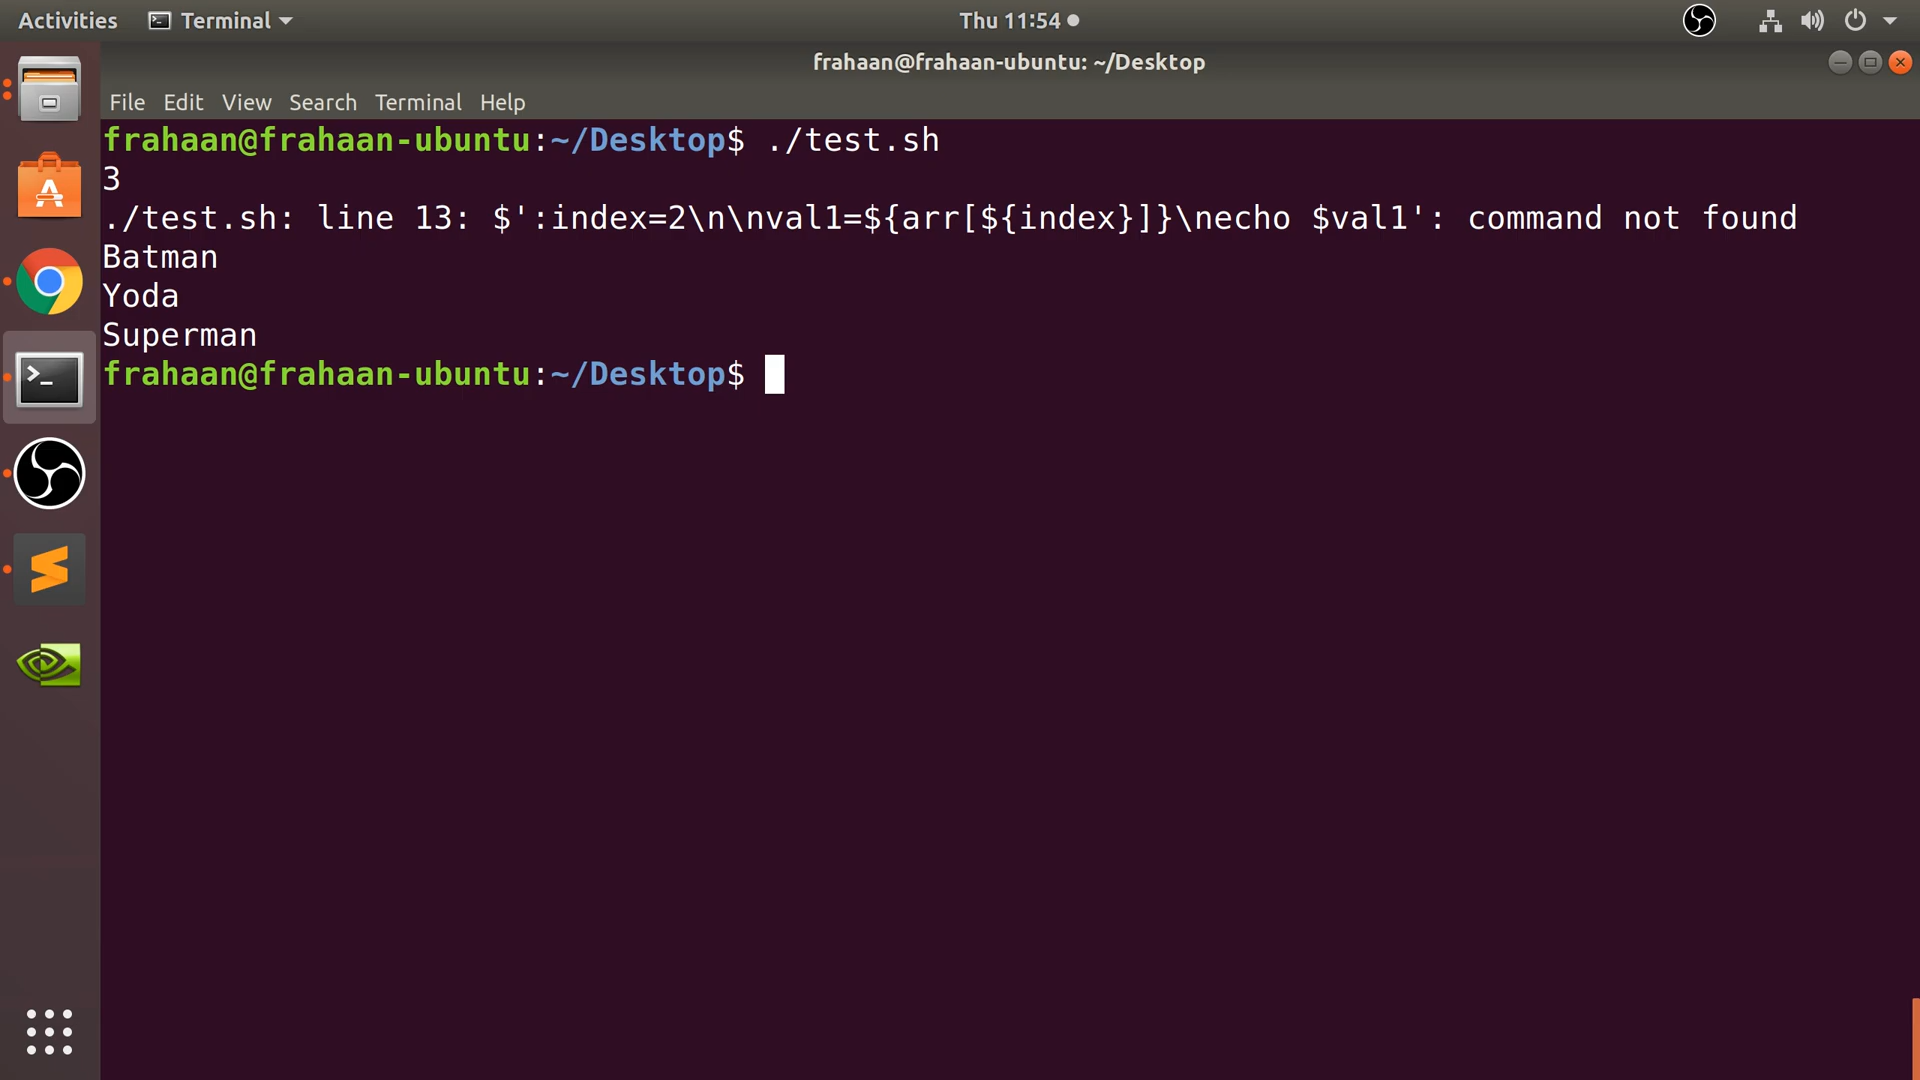 Activities Terminal Thu 11:54
frahaan@frahaan-ubuntu: ~/Desktop
File Edit View Search Terminal Help
frahaan@frahaan-ubuntu:~/Desktop$ ./test.sh
3
./test.sh: line 13: $':index=2\n\nval1=${arr[${index}]}\necho $val1': command not found
Batman
Yoda
Superman
frahaan@frahaan-ubuntu:~/Desktop$